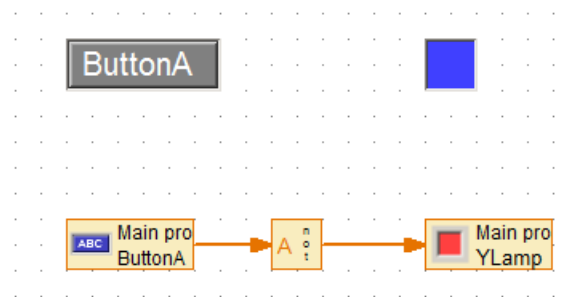 ButtonA
ABC
Main pro
ButtonA
A
not
Main pro
YLamp